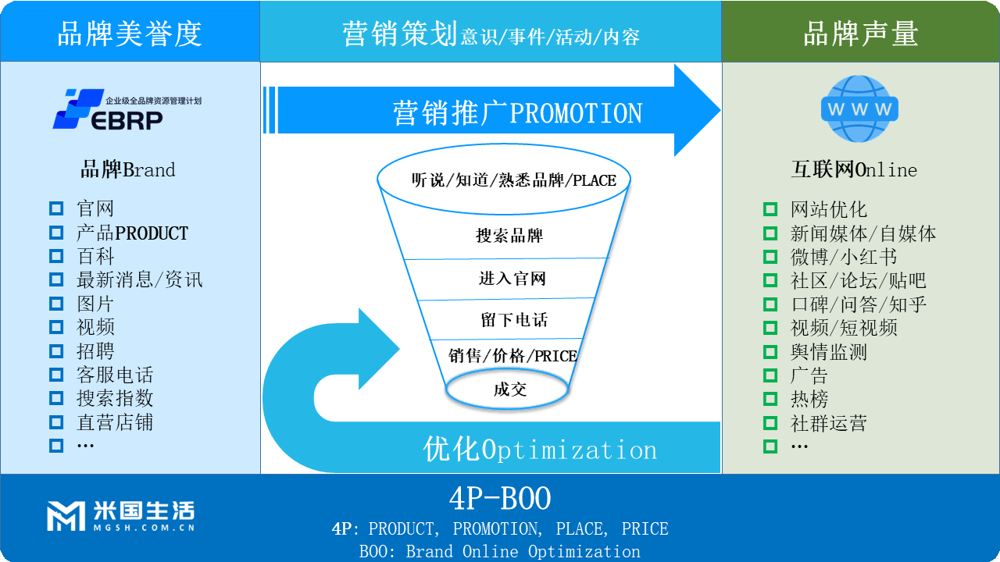 品牌美誉度
营销策划意识/事件/活动/内容
品牌声量
企业级全品牌资源管理计划
EBRP
品牌Brand
官网
产品PRODUCT
百科
最新消息/资讯
图片
视频
招聘
客服电话
搜索指数
直营店铺
…
营销推广PROMOTION
听说/知道/熟悉品牌/PLACE
搜索品牌
进入官网
留下电话
销售/价格/PRICE
成交
优化Optimization
WWW
互联网Online
网站优化
新闻媒体/自媒体
微博/小红书
社区/论坛/贴吧
口碑/问答/知乎
视频/短视频
舆情监测
广告
热榜
社群运营
…
米国生活
MGSH.COM.CN
4P-BOO
4P: PRODUCT, PROMOTION, PLACE, PRICE
BOO: Brand Online Optimization